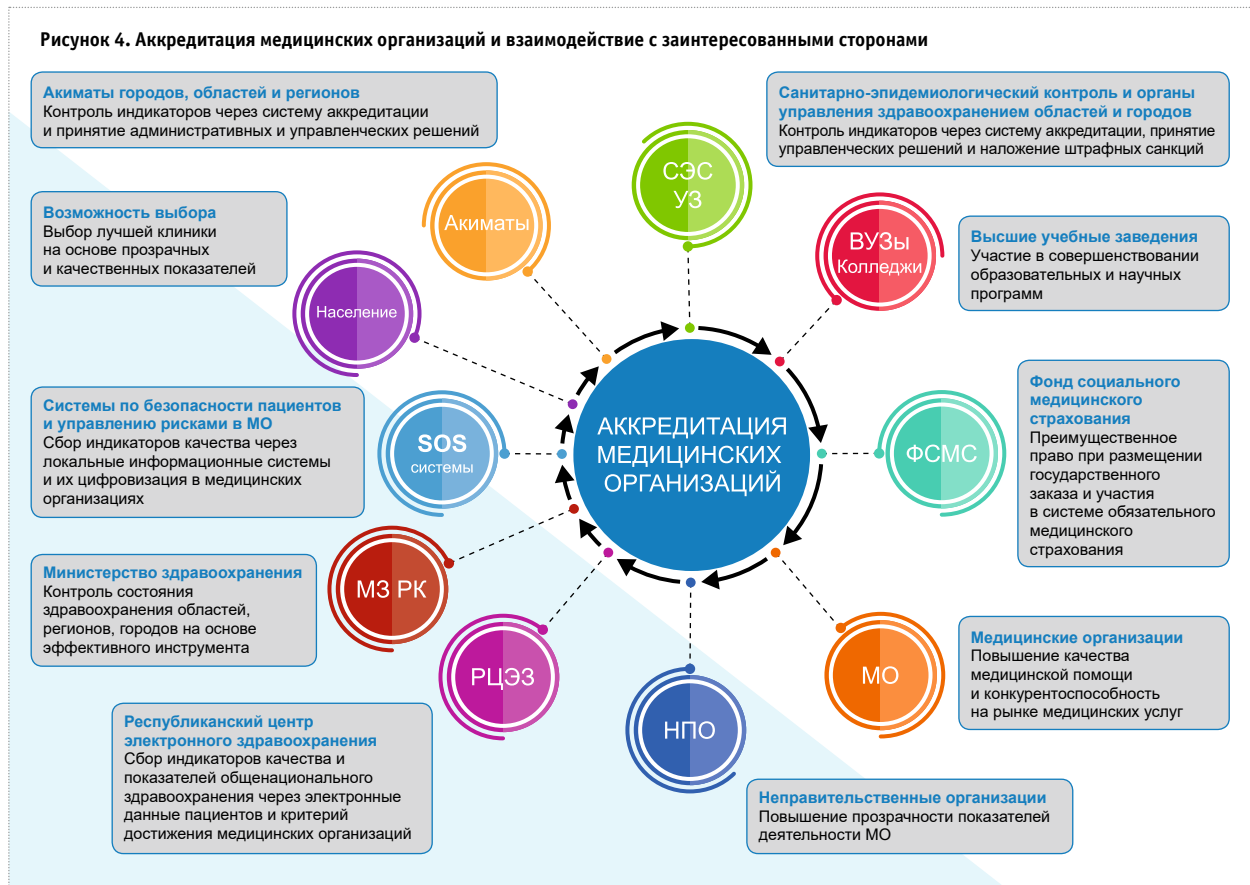 Рисунок 4. Аккредитация медицинских организаций и взаимодействие с заинтересованными сторонами
Акиматы городов, областей и регионов
Контроль индикаторов через систему аккредитации
и принятие административных и управленческих решений
Санитарно-эпидемиологический контроль и органы
управления здравоохранением областей и городов
Контроль индикаторов через систему аккредитации, принятие
управленческих решений и наложение штрафных санкций
СЭС
УЗ
Акиматы
Возможность выбора
Выбор лучшей клиники
на основе прозрачных
и качественных показателей
ВУЗы
Колледжи
Высшие учебные заведения
Участие в совершенствовании
образовательных и научных
программ
Население
Системы по безопасности пациентов
и управлению рисками в МО
Сбор индикаторов качества через
локальные информационные системы
и их цифровизация в медицинских
организациях
SOS
системы
АККРЕДИТАЦИЯ
МЕДИЦИНСКИХ
ОРГАНИЗАЦИЙ
ФСМС
Фонд социального
медицинского
страхования
Преимущественное
право при размещении
государственного
заказа и участия
в системе обязательного
медицинского
страхования
Министерство здравоохранения
Контроль состояния
здравоохранения областей,
регионов, городов на основе
эффективного инструмента
МЗ РК
РЦЭЗ
НПО
МО
Медицинские организации
Повышение качества
медицинской помощи
и конкурентоспособность
на рынке медицинских услуг
Республиканский центр
электронного здравоохранения
Сбор индикаторов качества и
показателей общенационального
здравоохранения через электронные
данные пациентов и критерий
достижения медицинских организаций
Неправительственные организации
Повышение прозрачности показателей
деятельности МО